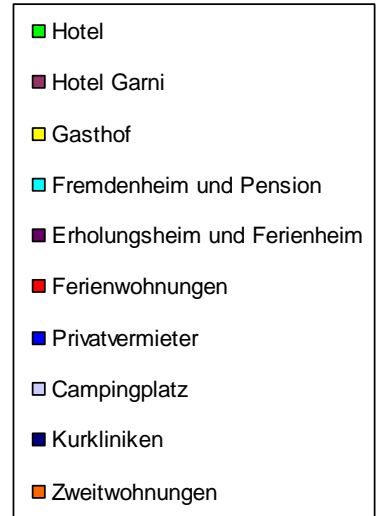 Hotel
Hotel Garni
Gasthof
Fremdenheim und Pension
Erholungsheim und Ferienheim
Ferienwohnungen
Privatvermieter
Campingplatz
Kurkliniken
Zweitwohnungen